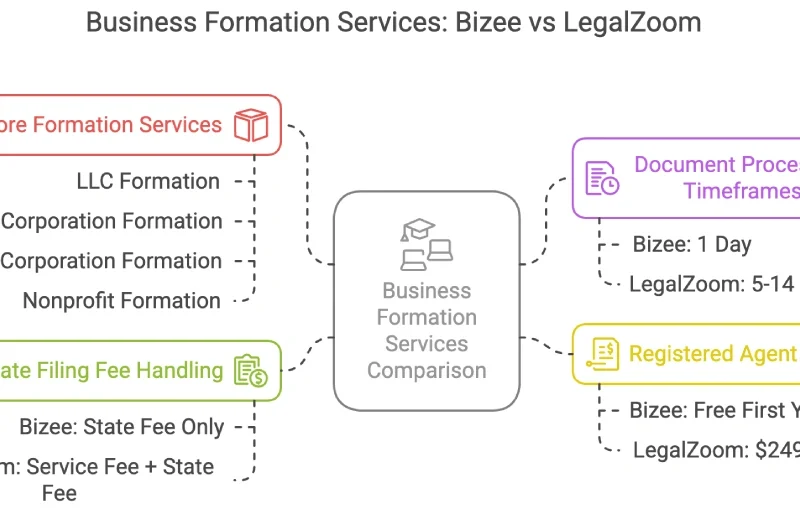 Business Formation Services: Bizee vs LegalZoom
ore Formation Services
LLC Formation
Corporation Formation
Corporation Formation
Nonprofit Formation
ate Filing Fee Handling
Bizee: State Fee Only
m: Service Fee + State
Fee
Business
Formation
Services
Comparison
Document Proce
Timeframes
Bizee: 1 Day
LegalZoom: 5-14
Registered Agent
Bizee: Free First Y
LegalZoom: $249